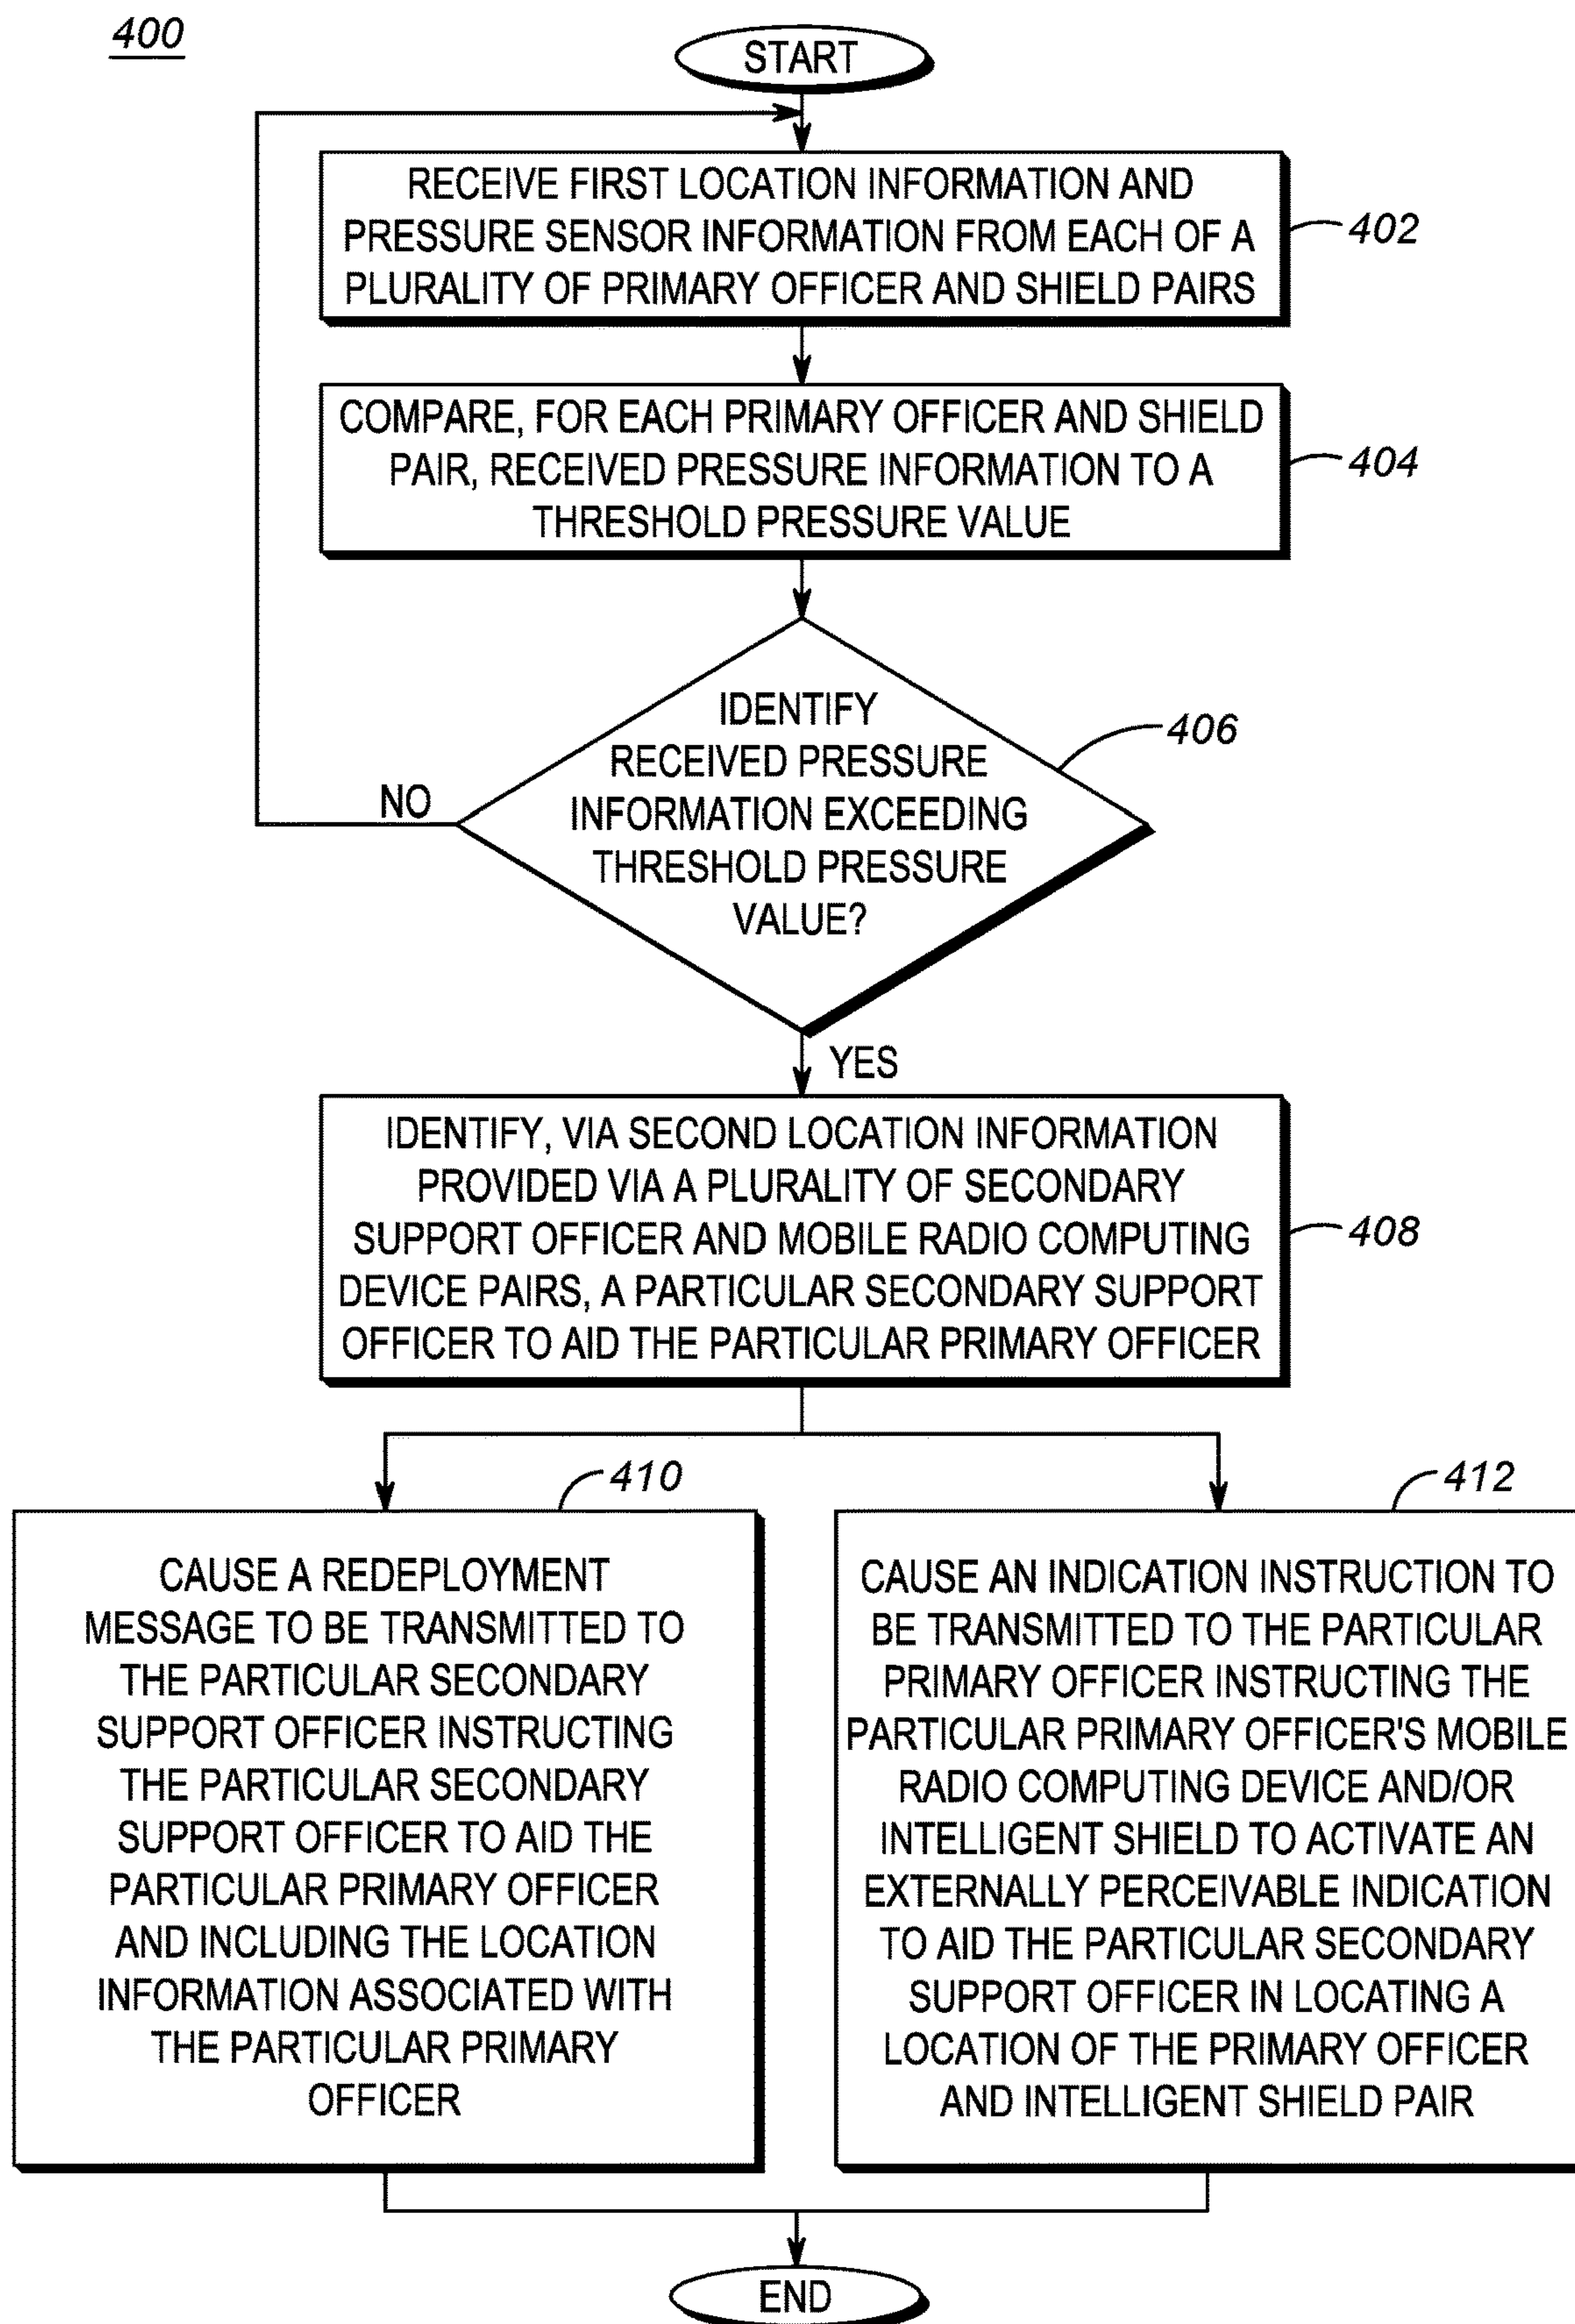 400
START
RECEIVE FIRST LOCATION INFORMATION AND
PRESSURE SENSOR INFORMATION FROM EACH OF A
PLURALITY OF PRIMARY OFFICER AND SHIELD PAIRS
402
COMPARE, FOR EACH PRIMARY OFFICER AND SHIELD
PAIR, RECEIVED PRESSURE INFORMATION TO A
THRESHOLD PRESSURE VALUE
404
IDENTIFY
RECEIVED PRESSURE
INFORMATION EXCEEDING
THRESHOLD PRESSURE
VALUE?
406
NO
YES
IDENTIFY, VIA SECOND LOCATION INFORMATION
PROVIDED VIA A PLURALITY OF SECONDARY
SUPPORT OFFICER AND MOBILE RADIO COMPUTING
DEVICE PAIRS, A PARTICULAR SECONDARY SUPPORT
OFFICER TO AID THE PARTICULAR PRIMARY OFFICER
408
410
CAUSE A REDEPLOYMENT
MESSAGE TO BE TRANSMITTED TO
THE PARTICULAR SECONDARY
SUPPORT OFFICER INSTRUCTING
THE PARTICULAR SECONDARY
SUPPORT OFFICER TO AID THE
PARTICULAR PRIMARY OFFICER
AND INCLUDING THE LOCATION
INFORMATION ASSOCIATED WITH
THE PARTICULAR PRIMARY
OFFICER
412
CAUSE AN INDICATION INSTRUCTION TO
BE TRANSMITTED TO THE PARTICULAR
PRIMARY OFFICER INSTRUCTING THE
PARTICULAR PRIMARY OFFICER'S MOBILE
RADIO COMPUTING DEVICE AND/OR
INTELLIGENT SHIELD TO ACTIVATE AN
EXTERNALLY PERCEIVABLE INDICATION
TO AID THE PARTICULAR SECONDARY
SUPPORT OFFICER IN LOCATING A
LOCATION OF THE PRIMARY OFFICER
AND INTELLIGENT SHIELD PAIR
END